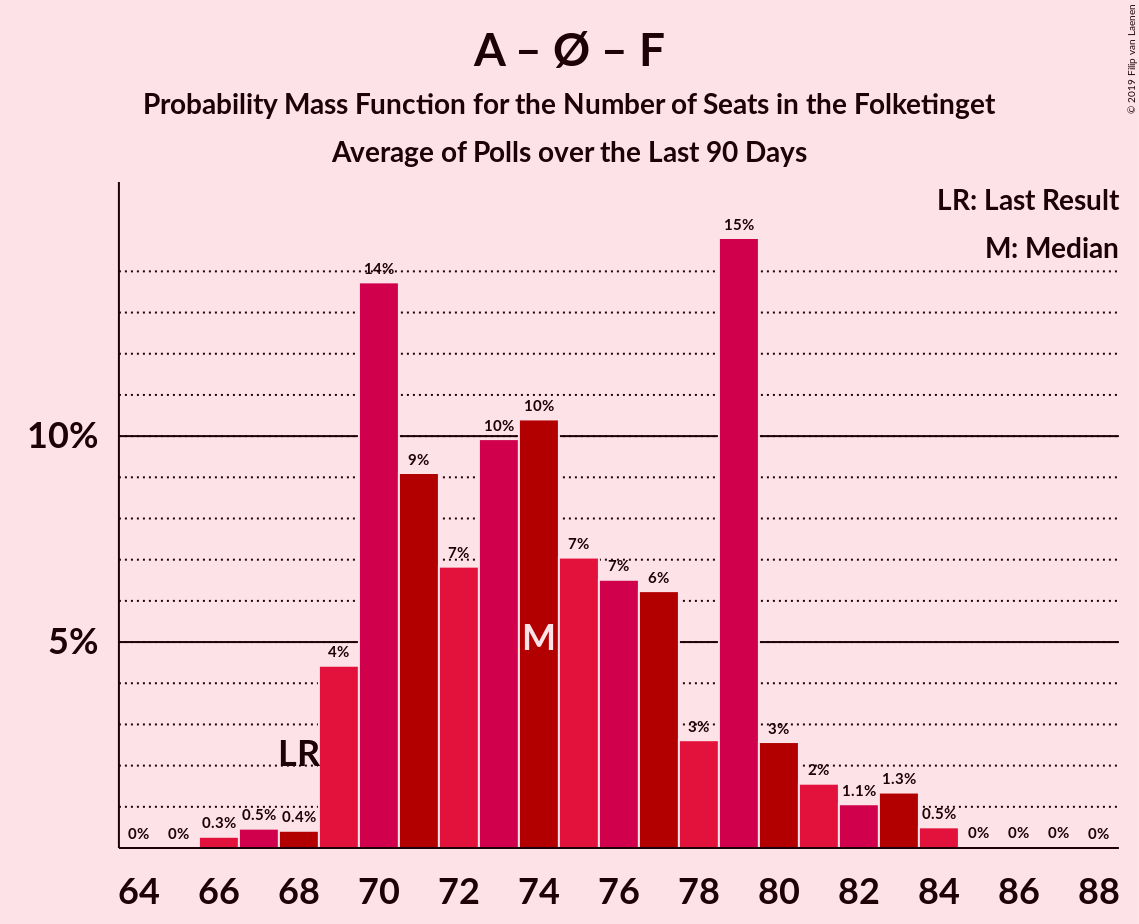 A – Ø – F
Probability Mass Function for the Number of Seats in the Folketinget
Average of Polls over the Last 90 Days
© 2019 Filip van Laenen
LR: Last Result
M: Median
10%
5%
0% 0% 0.3% 0.5% 0.4% 4% 14% 9% 7% 10% 10% 7% 7% 6% 3% 15% 3% 2% 1.1% 1.3% 0.5% 0% 0% 0% 0%
LR
M
64 66 68 70 72 74 76 78 80 82 84 86 88